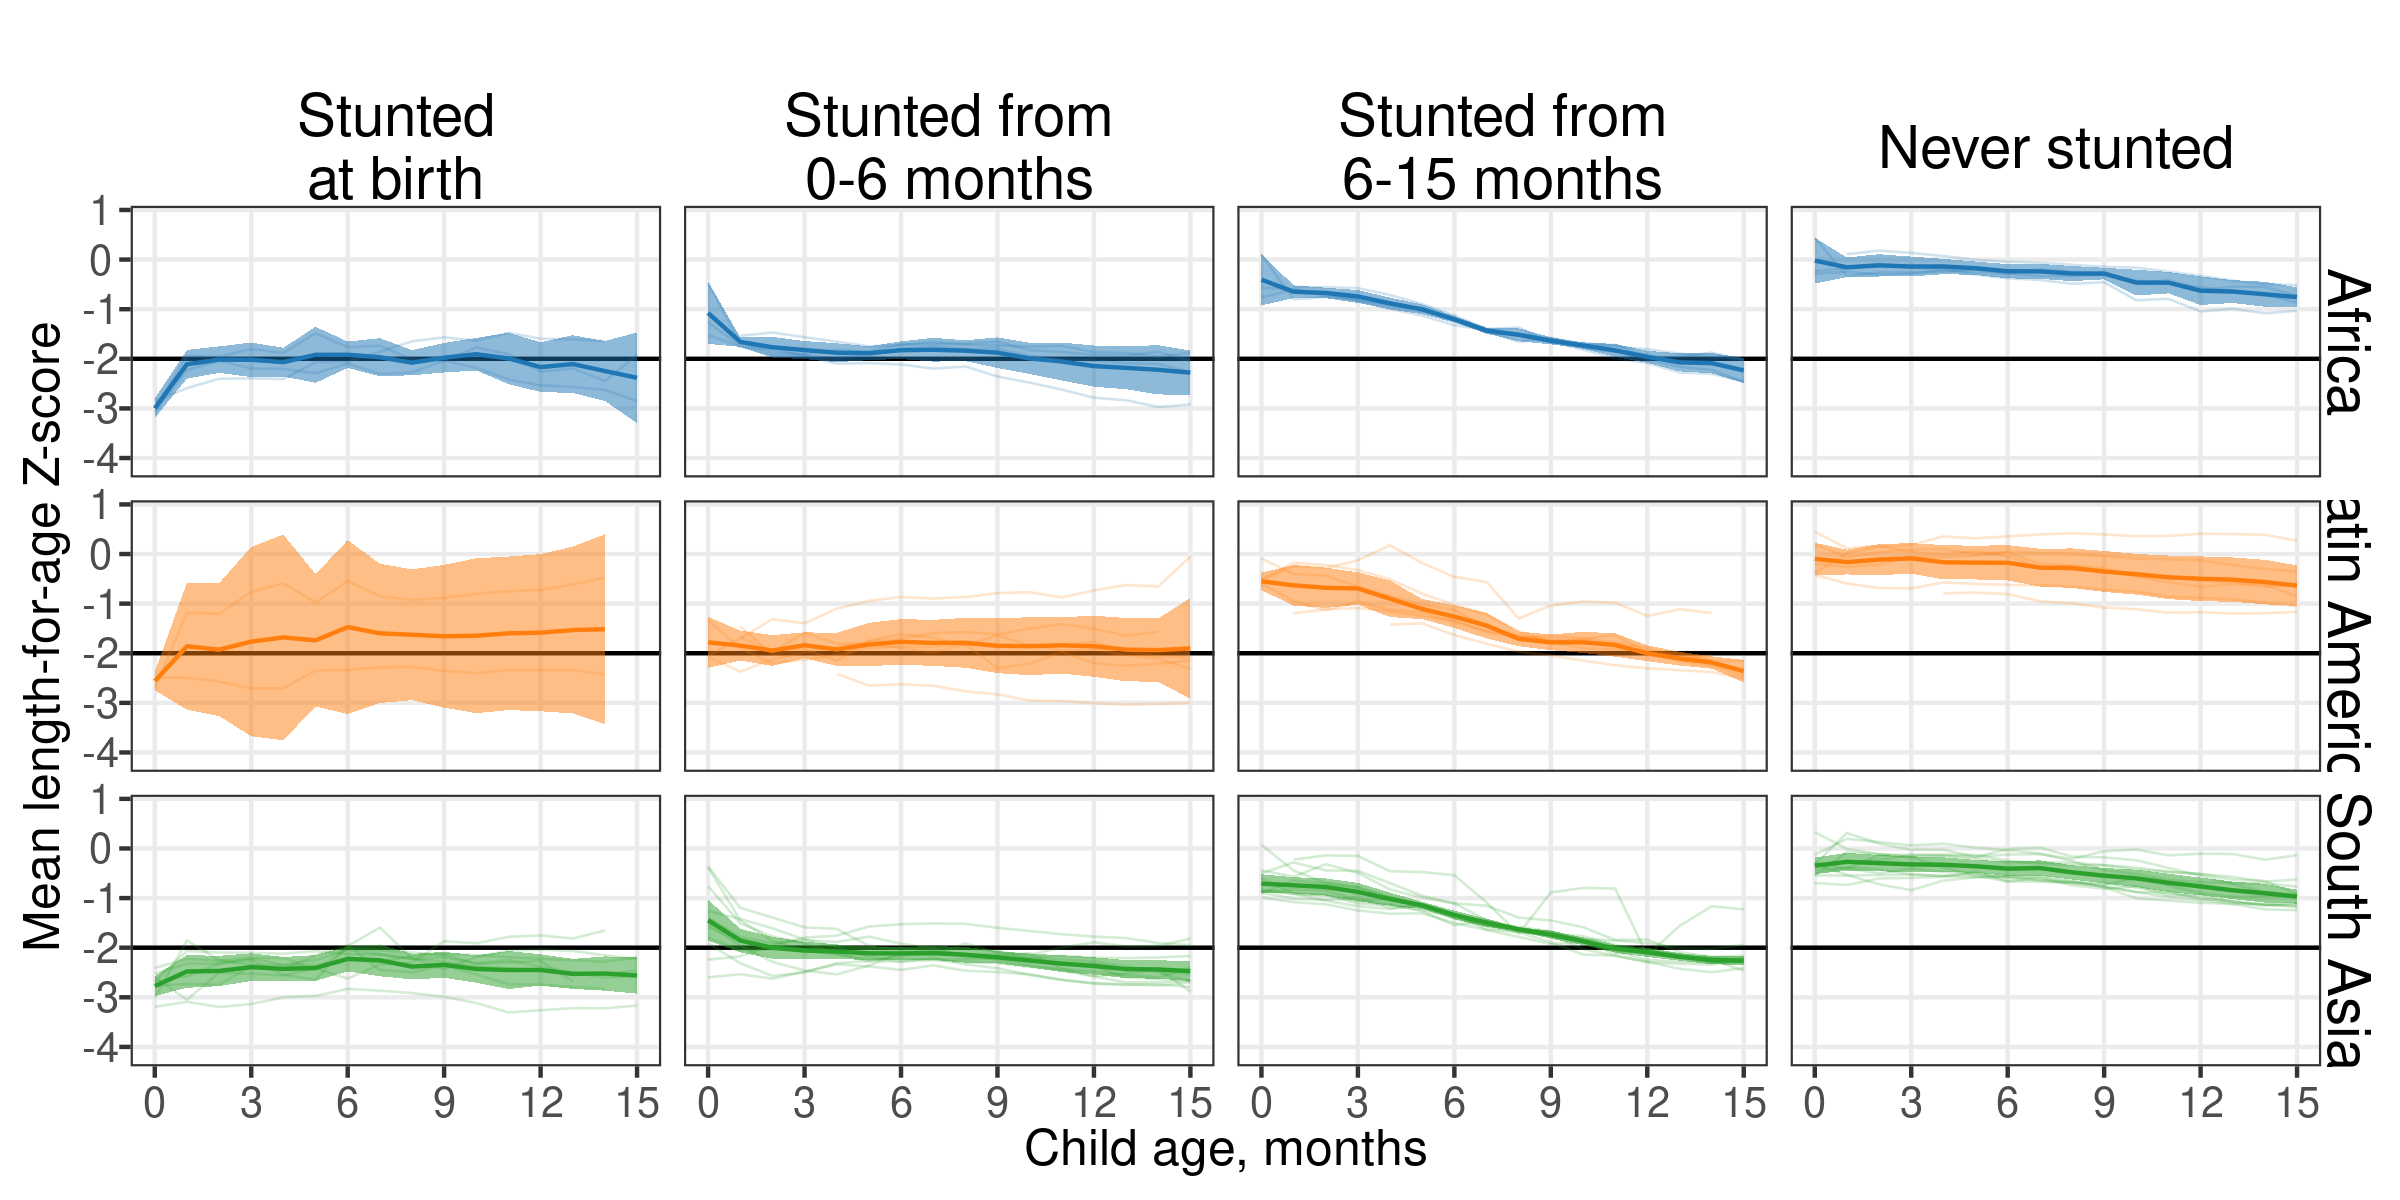 Stunted
at birth
Stunted from
0-6 months
Stunted from
6-15 months
Never stunted
Mean length-for-age Z-score
1
0
-1
-2
-3
-4
Africa
1
0
-1
-2
-3
-4
atin Americ
1
0
-1
-2
-3
-4
South Asia
0 3 6 9 12 15
0 3 6 9 12 15
0 3 6 9 12 15
0 3 6 9 12 15
Child age, months